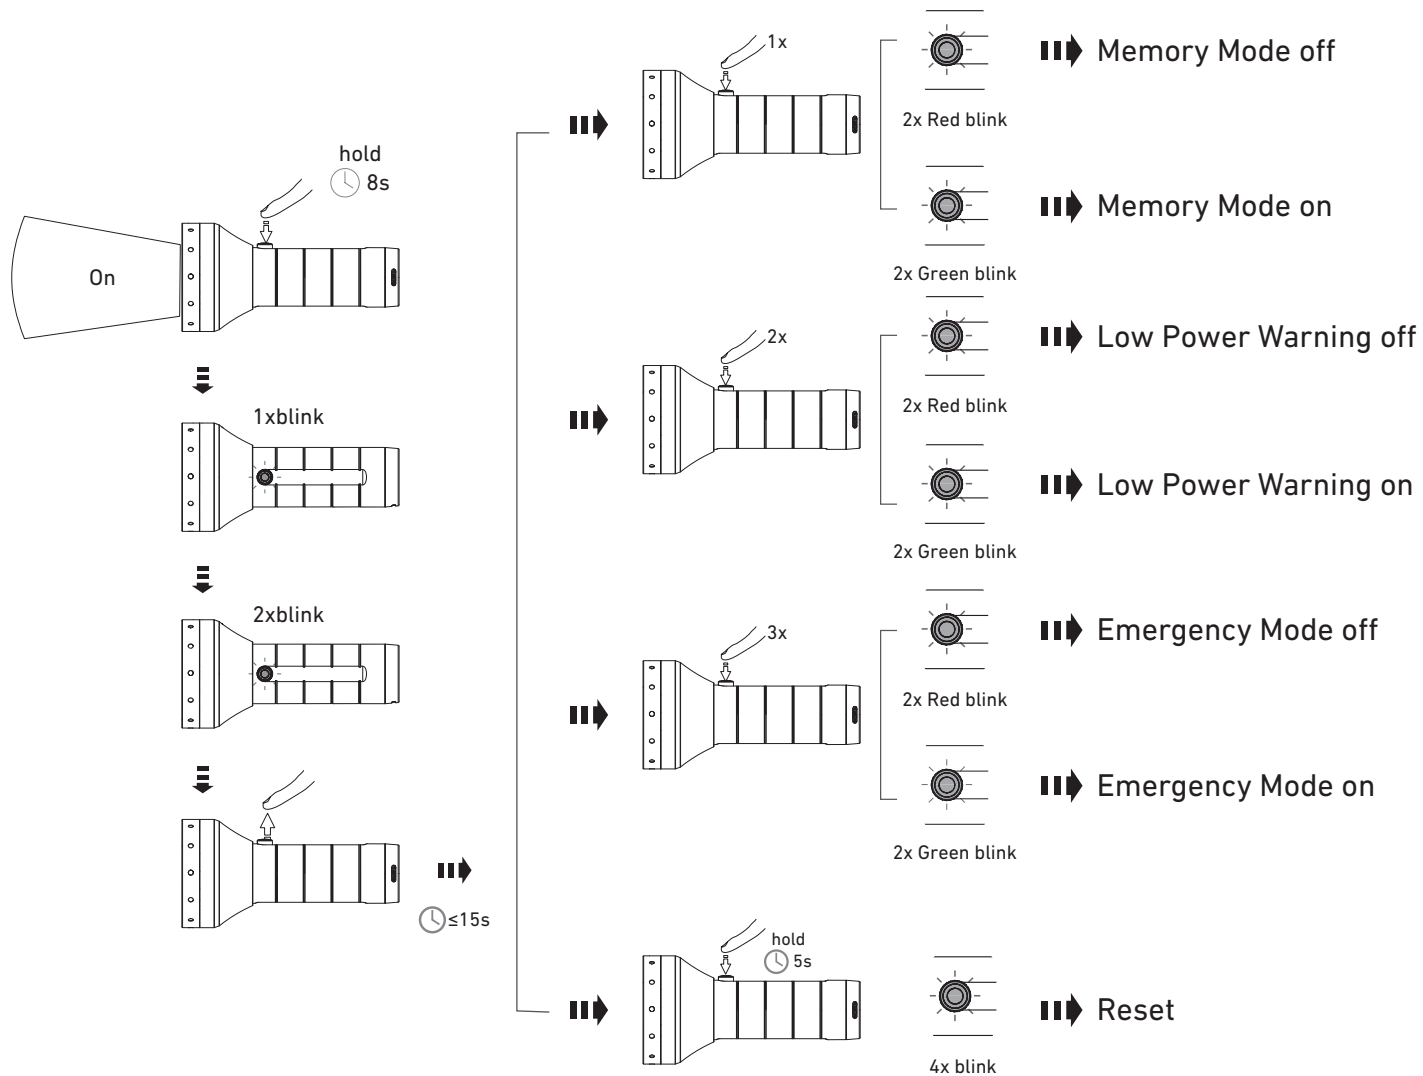 hold
8s
On
1xblink
2xblink
≤15s
1x
2x Red blink
Memory Mode off
2x Green blink
Memory Mode on
2x
2x Red blink
Low Power Warning off
2x Green blink
Low Power Warning on
3x
2x Red blink
Emergency Mode off
2x Green blink
Emergency Mode on
hold
5s
4x blink
Reset